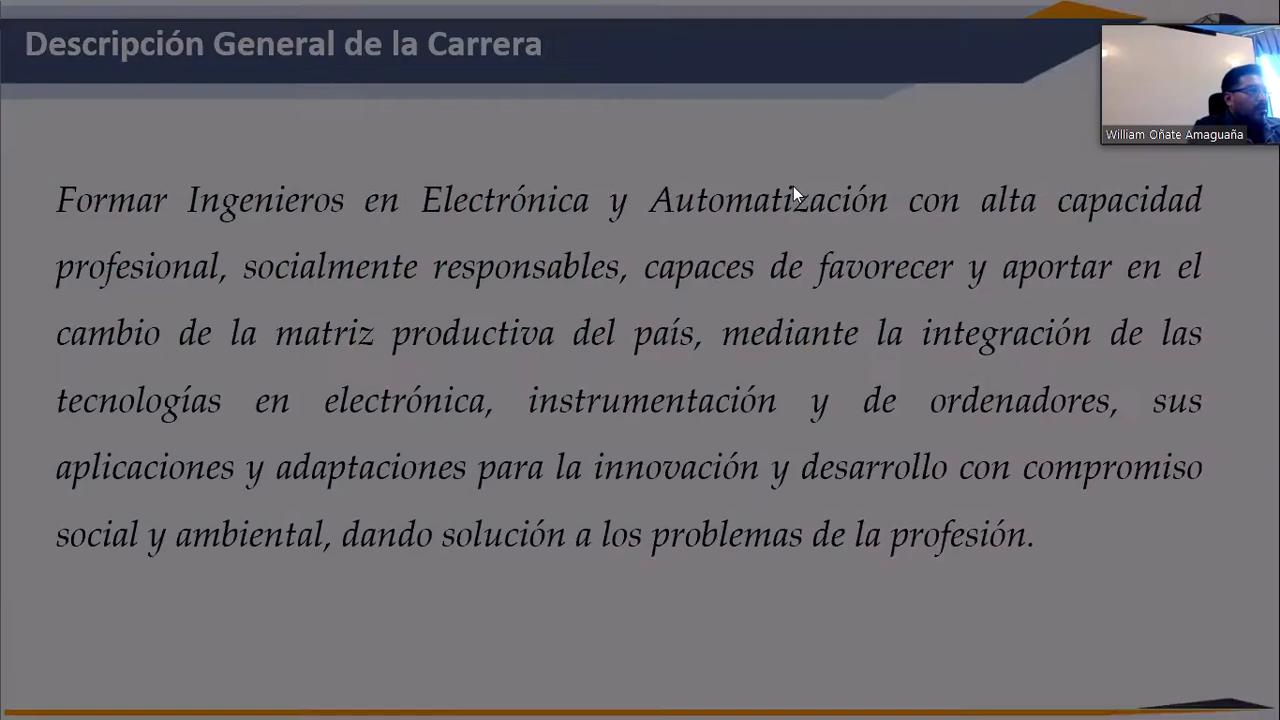 Descripción General de la Carrera
William Oñate Amaguaña
Formar Ingenieros en Electrónica y Automatización con alta capacidad
profesional, socialmente responsables, capaces de favorecer y aportar en el
cambio de la matriz productiva del país, mediante la integración de las
tecnologías en electrónica, instrumentación y de ordenadores, sus
aplicaciones y adaptaciones para la innovación y desarrollo con compromiso
social y ambiental, dando solución a los problemas de la profesión.